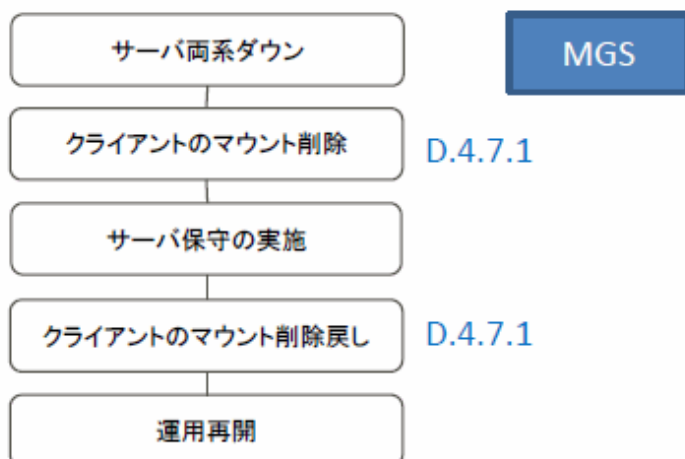 サーバ両系ダウン
MGS
クライアントのマウント削除
D.4.7.1
サーバ保守の実施
クライアントのマウント削除戻し
D.4.7.1
運用再開